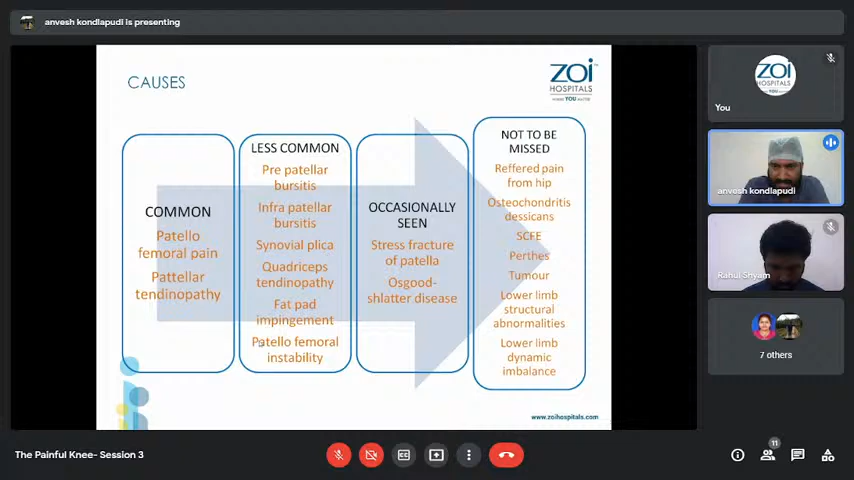 anvesh kondlapudi is presenting
CAUSES
ZOI
HOSPITALS
WHERE YOU MATTER
COMMON
Patello
femoral pain
Pattellar
tendinopathy
LESS COMMON
Pre patellar
bursitis
Infra patellar
bursitis
Synovial plica
Quadriceps
tendinopathy
Fat pad
impingement
Patello femoral
instability
OCCASIONALLY
SEEN
Stress fracture
of patella
Osgood-
shlatter disease
NOT TO BE
MISSED
Reffered pain
from hip
Osteochondritis
dessicans
SCFE
Perthes
Tumour
Lower limb
structural
abnormalities
Lower limb
dynamic
imbalance
www.zoihospitals.com
ZOI
HOSPITALS
You
anvesh kondlapudi
Rahul Shyam
7 others
The Painful Knee- Session 3
CC
11